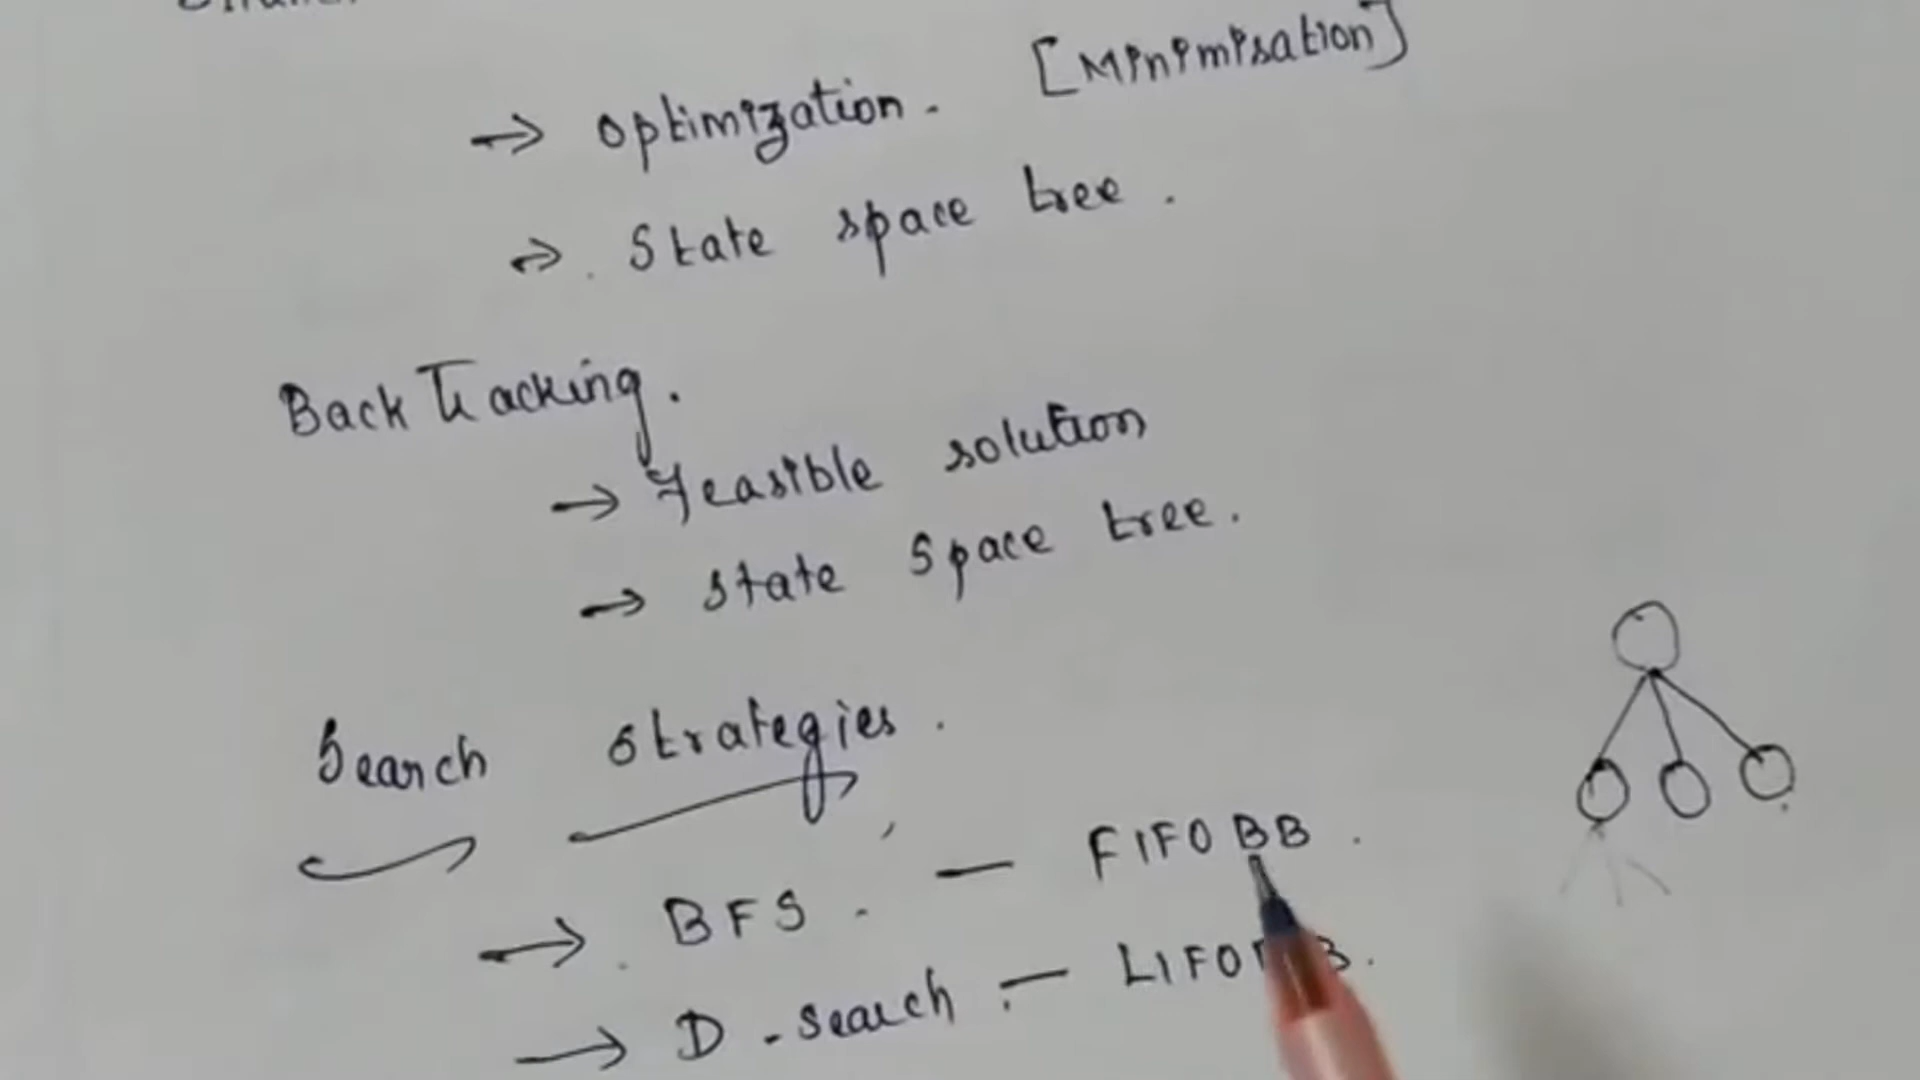 → optimization. [Minimisation]
→ State space tree.
Back Tracking.
→ feasible solution
→ state space tree.
Search strategies.
→ BFS. — FIFO BB.
→ D-search — LIFO